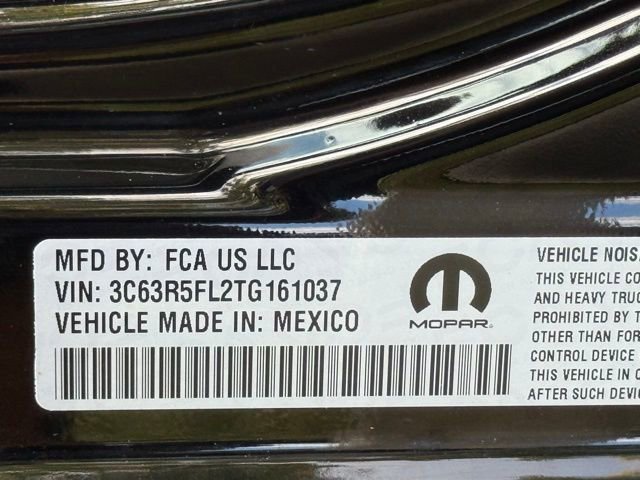 MFD BY: FCA US LLC
VIN: 3C63R5FL2TG161037
VEHICLE MADE IN: MEXICO
MOPAR
VEHICLE NOIS
THIS VEHICLE CO
AND HEAVY TRUC
PROHIBITED BY T
OTHER THAN FOR
CONTROL DEVICE
THIS VEHICLE IN C
AFTER SUCH DEVI